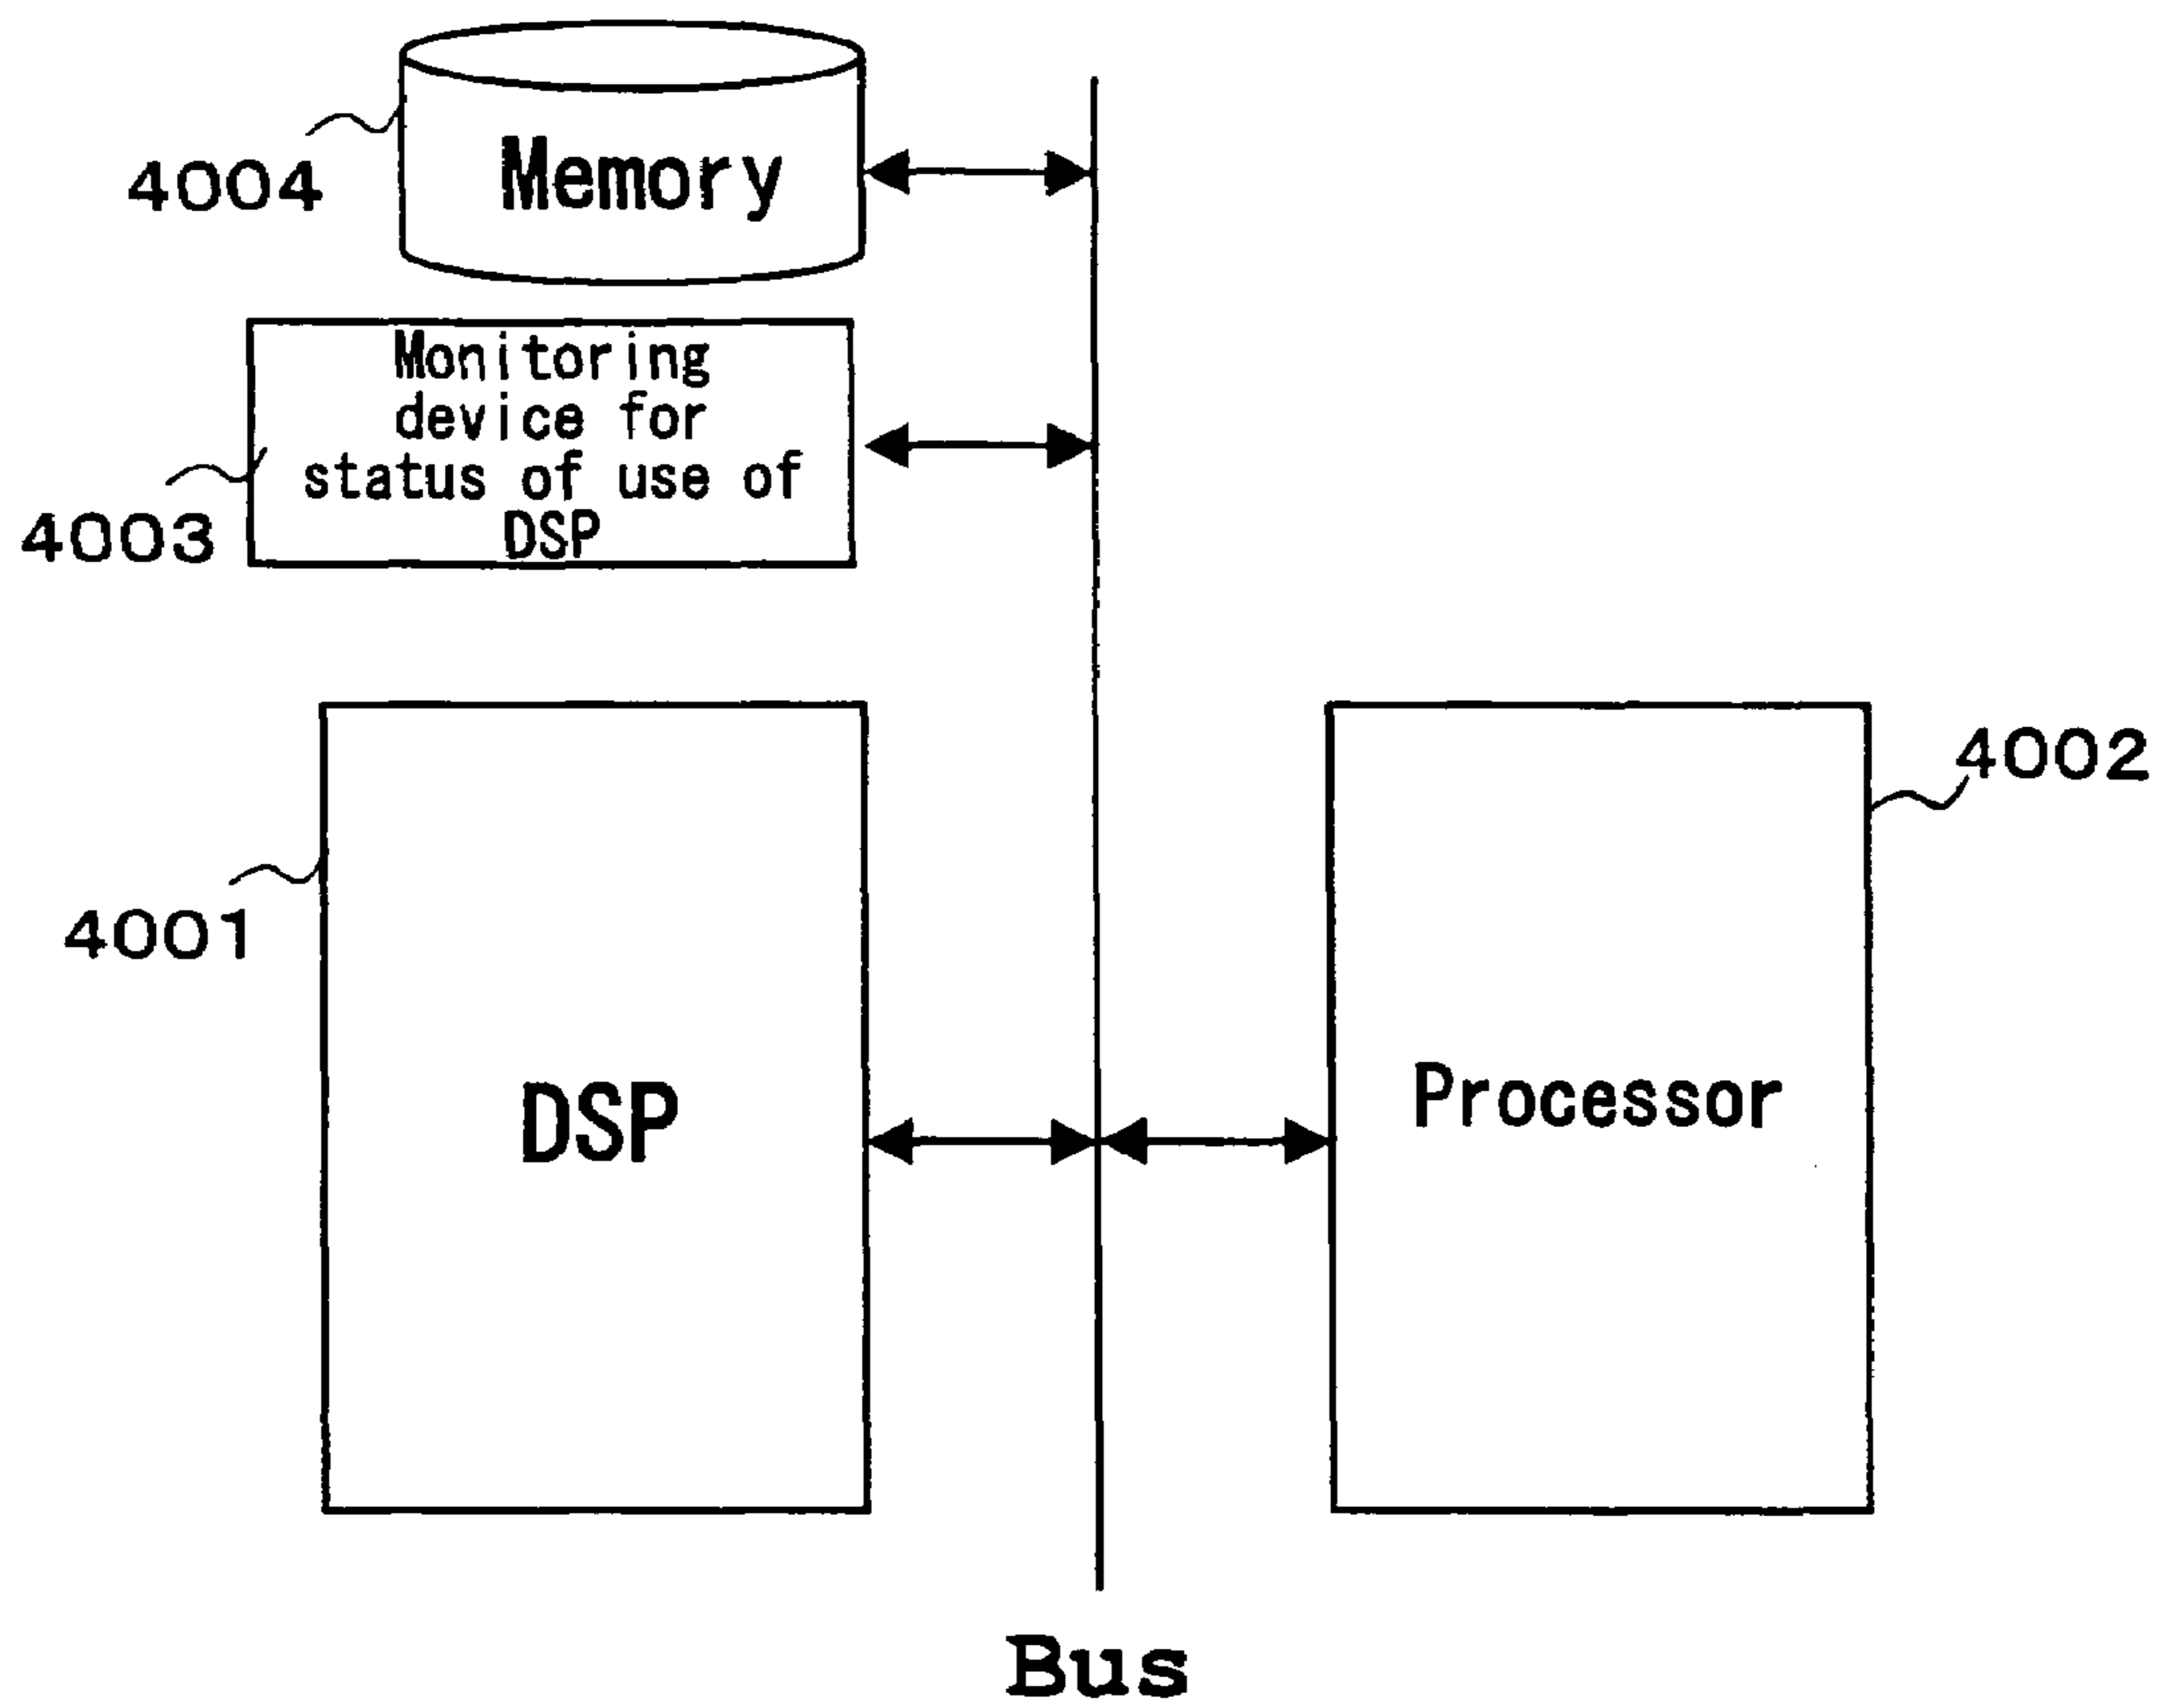 Memory
4004
Monitoring
device for
status of use of
DSP
4003
4002
4001
DSP
Processor
Bus